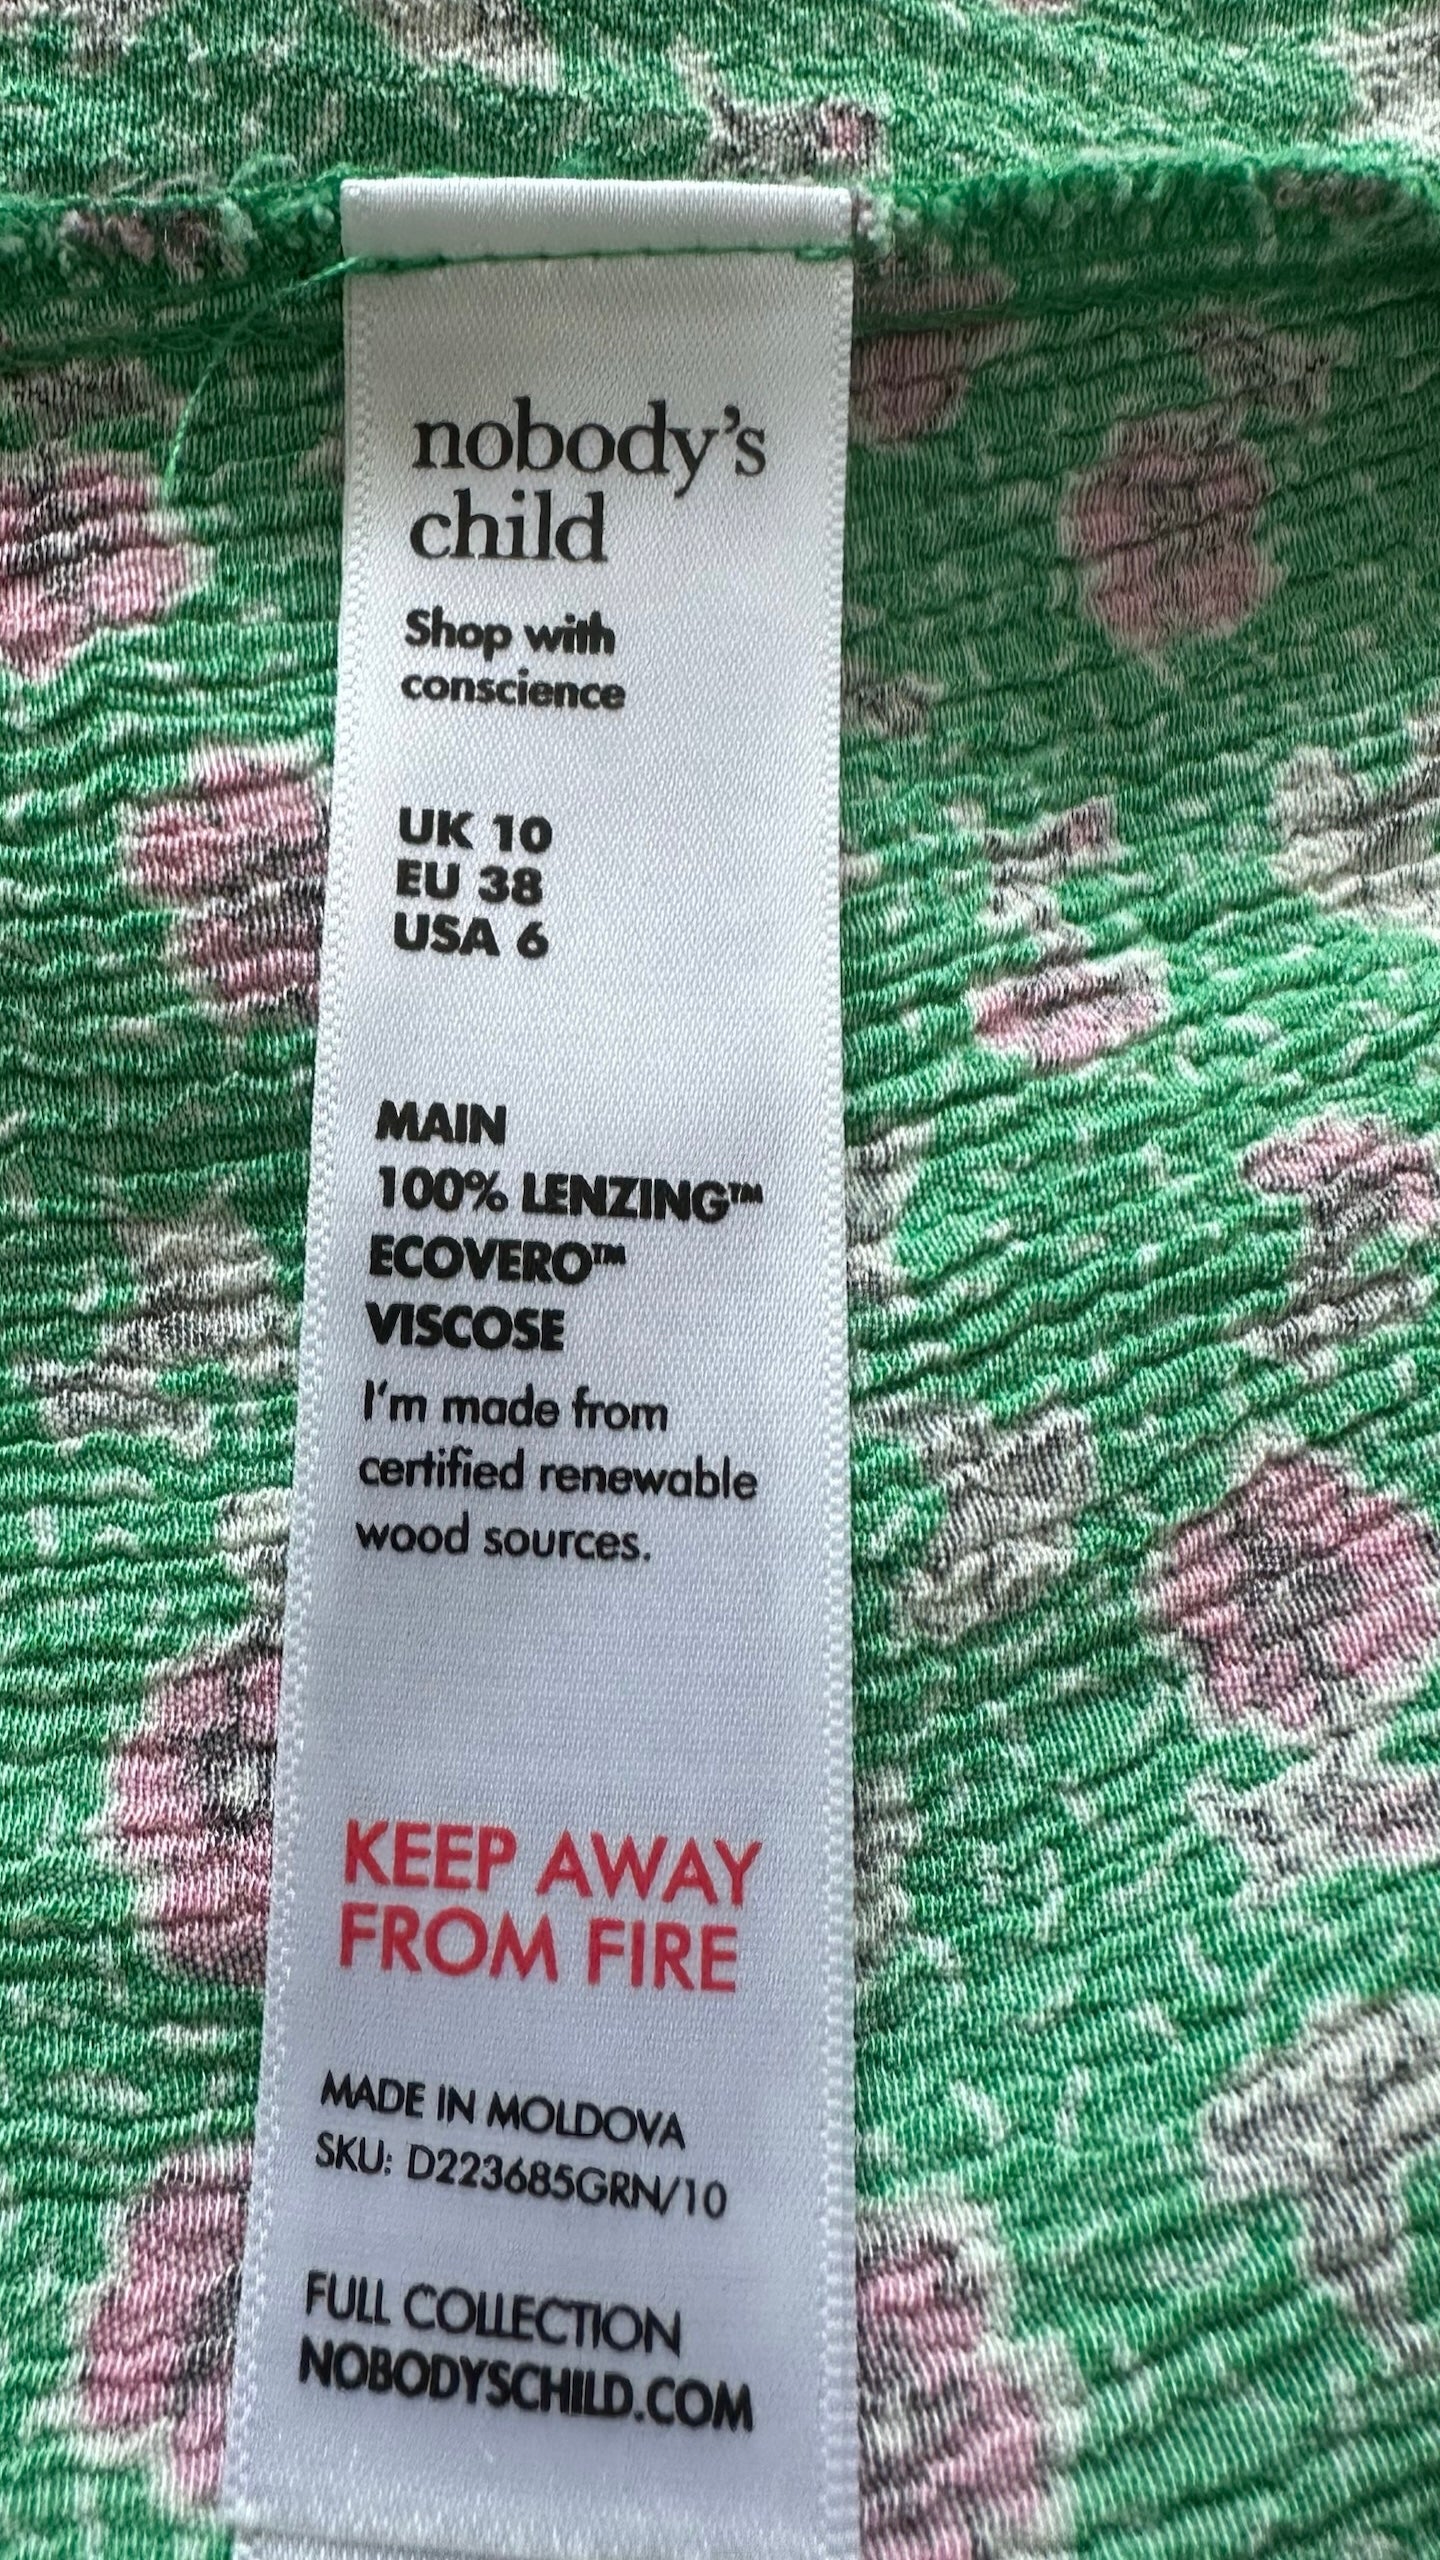 nobody's
child
Shop with
conscience
UK 10
EU 38
USA 6
MAIN
100% LENZING™
ECOVERO™
VISCOSE
I'm made from
certified renewable
wood sources.
KEEP AWAY
FROM FIRE
MADE IN MOLDOVA
SKU: D223685GRN/10
FULL COLLECTION
NOBODYSCHILD.COM